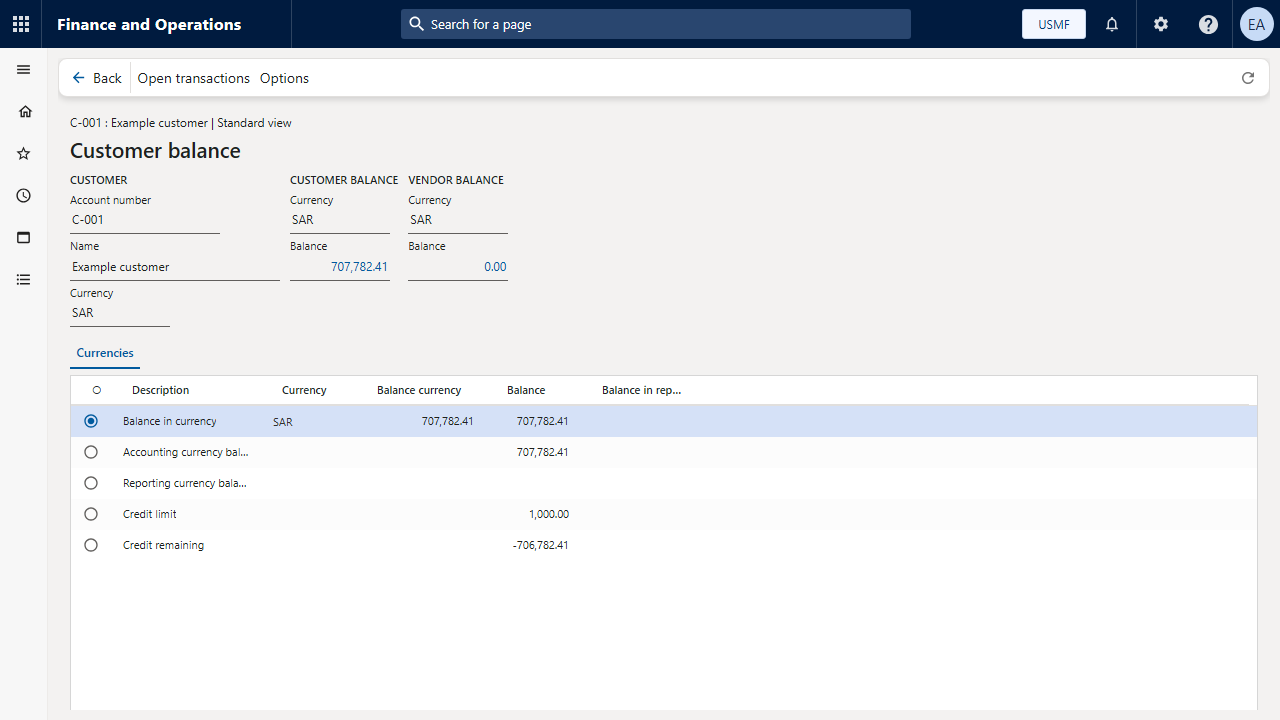 Finance and Operations
Search for a page
USMF
EA
Back
Open transactions
Options
C-001 : Example customer | Standard view
Customer balance
CUSTOMER
Account number
C-001
Name
Example customer
Currency
SAR
CUSTOMER BALANCE
Currency
SAR
Balance
707,782.41
VENDOR BALANCE
Currency
SAR
Balance
0.00
Currencies
Description Currency Balance currency Balance Balance in rep...
Balance in currency SAR 707,782.41 707,782.41
Accounting currency bal... 707,782.41
Reporting currency bala...
Credit limit 1,000.00
Credit remaining -706,782.41